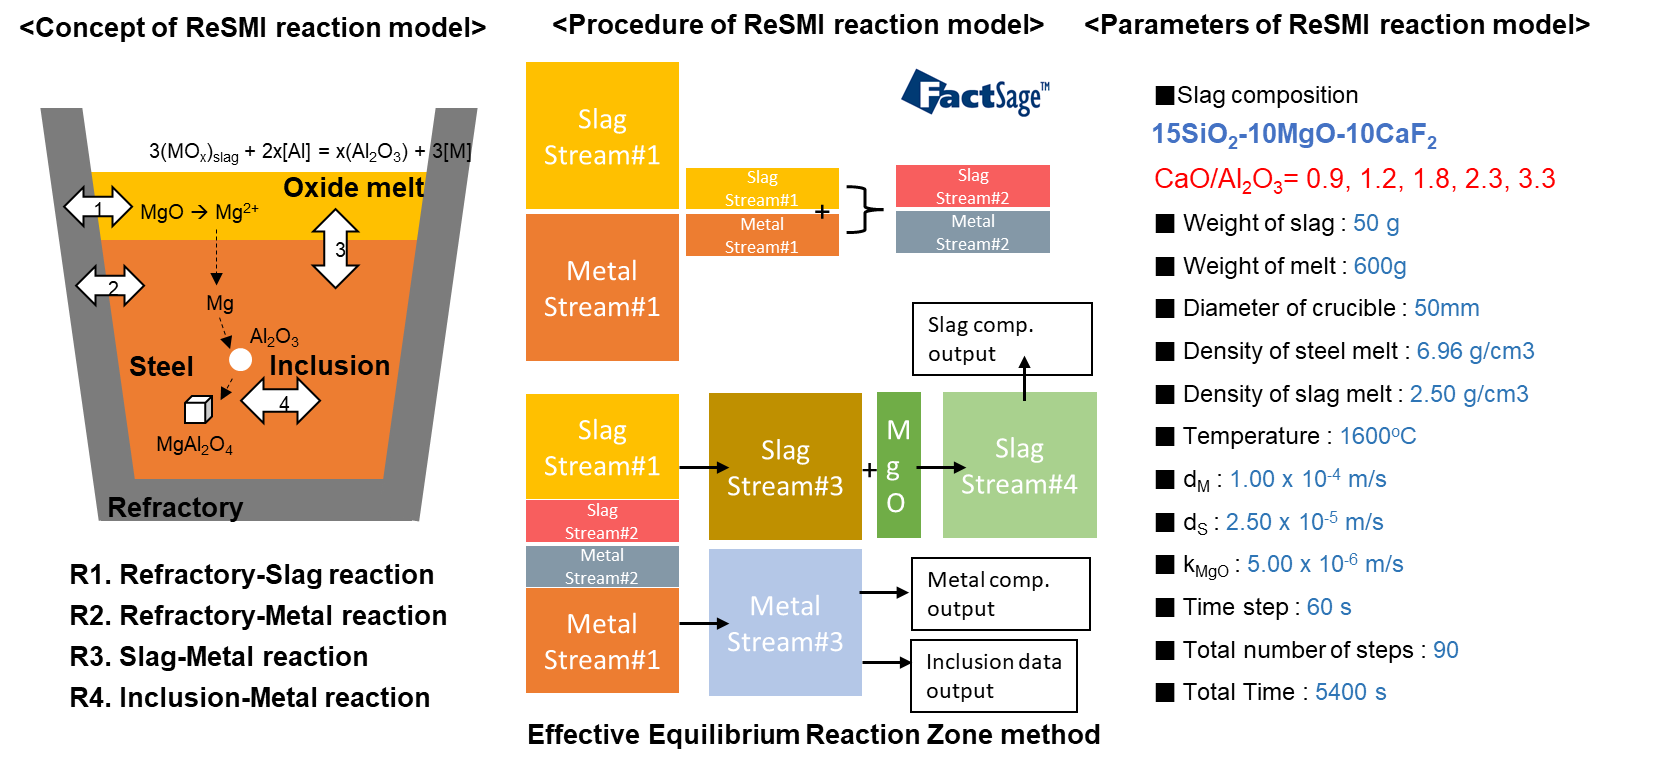 <Concept of ReSMI reaction model>
3(MOₓ)slag + 2x[Al] = x(Al₂O₃) + 3[M]
Oxide melt
1
MgO → Mg²⁺
3
2
Mg
Al₂O₃
Steel
Inclusion
4
MgAl₂O₄
Refractory
R1. Refractory-Slag reaction
R2. Refractory-Metal reaction
R3. Slag-Metal reaction
R4. Inclusion-Metal reaction
<Procedure of ReSMI reaction model>
FactSage™
Slag
Stream#1
Metal
Stream#1
Slag
Stream#1
+
Metal
Stream#1
Slag
Stream#2
Metal
Stream#2
Slag comp.
output
Slag
Stream#1
Slag
Stream#2
Metal
Stream#2
Metal
Stream#1
Slag
Stream#3
+
M
g
O
Slag
Stream#4
Metal
Stream#3
Metal comp.
output
Inclusion data
output
Effective Equilibrium Reaction Zone method
<Parameters of ReSMI reaction model>
■Slag composition
15SiO₂-10MgO-10CaF₂
CaO/Al₂O₃= 0.9, 1.2, 1.8, 2.3, 3.3
■ Weight of slag : 50 g
■ Weight of melt : 600g
■ Diameter of crucible : 50mm
■ Density of steel melt : 6.96 g/cm3
■ Density of slag melt : 2.50 g/cm3
■ Temperature : 1600ºC
■ dM : 1.00 x 10⁻⁴ m/s
■ dS : 2.50 x 10⁻⁵ m/s
■ kMgO : 5.00 x 10⁻⁶ m/s
■ Time step : 60 s
■ Total number of steps : 90
■ Total Time : 5400 s